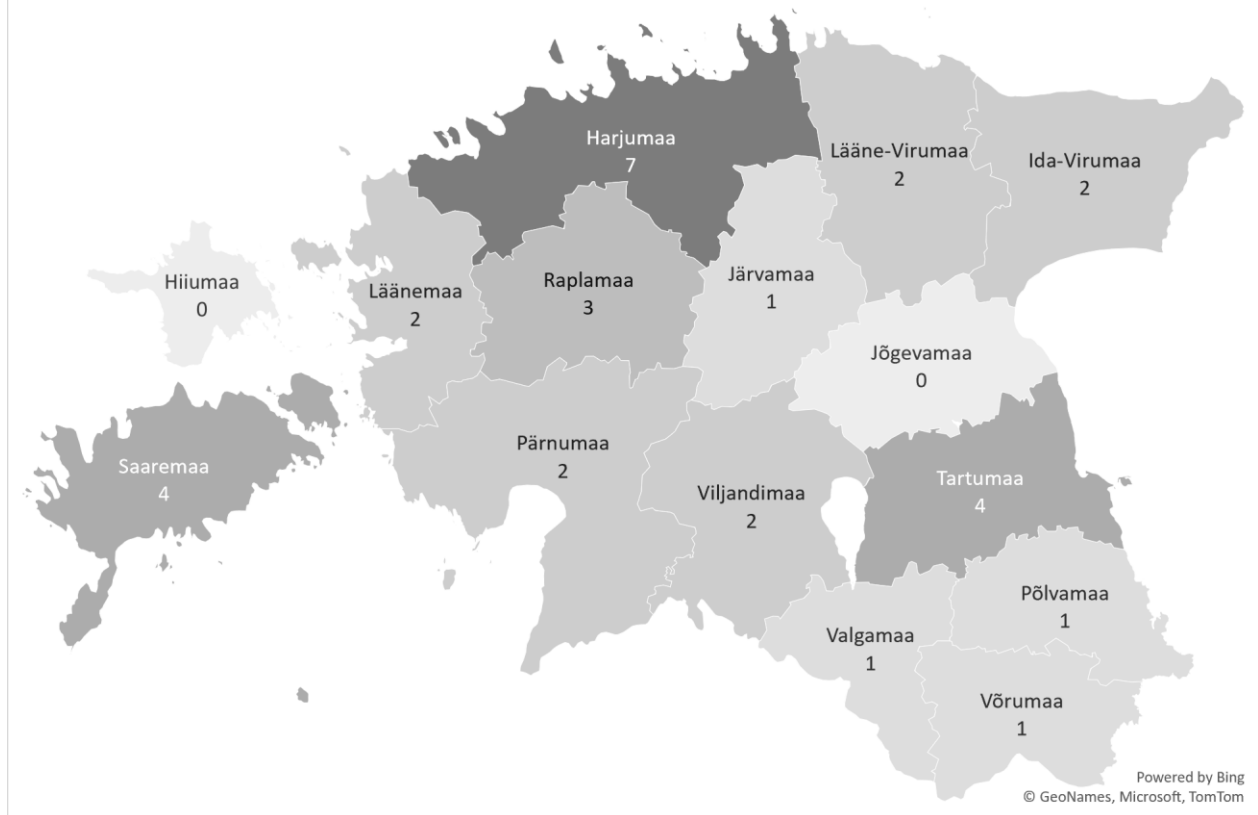 Harjumaa
7
Lääne-Virumaa
2
Ida-Virumaa
2
Hiiumaa
0
Läänemaa
2
Raplamaa
3
Järvamaa
1
Jõgevamaa
0
Saaremaa
4
Pärnumaa
2
Viljandimaa
2
Tartumaa
4
Põlvamaa
1
Valgamaa
1
Võrumaa
1
Powered by Bing
© GeoNames, Microsoft, TomTom